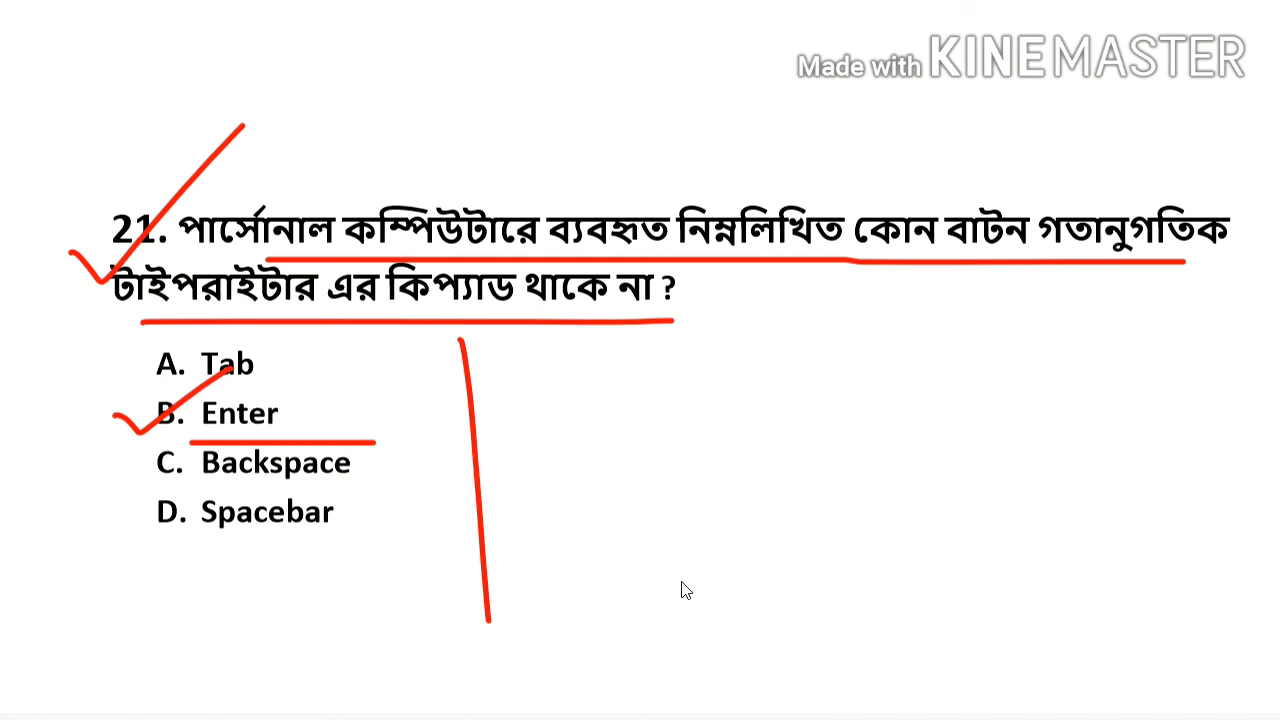 Made with KINEMASTER
21. পার্সোনাল কম্পিউটারে ব্যবহৃত নিম্নলিখিত কোন বাটন গতানুগতিক
টাইপরাইটার এর কিপ্যাড থাকে না ?
A. Tab
B. Enter
C. Backspace
D. Spacebar